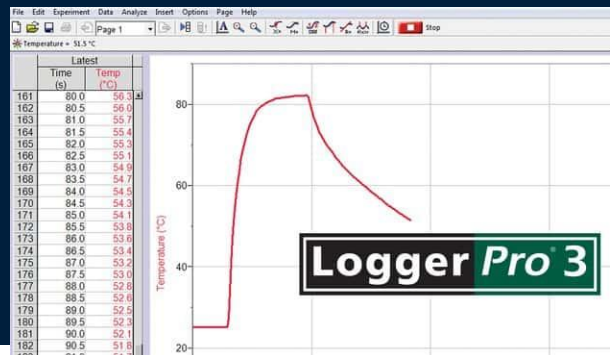 File Edit Experiment Data Analyze Insert Options Page Help
Page 1
Stop
Temperature = 51.5 °C
Latest
Time Temp
(s) (°C)
161 80.0 56.3
162 80.5 56.0
163 81.0 55.7
164 81.5 55.4
165 82.0 55.3
166 82.5 55.1
167 83.0 54.9
168 83.5 54.7
169 84.0 54.5
170 84.5 54.3
171 85.0 54.1
172 85.5 53.8
173 86.0 53.6
174 86.5 53.4
175 87.0 53.2
176 87.5 53.0
177 88.0 52.8
178 88.5 52.6
179 89.0 52.5
180 89.5 52.3
181 90.0 52.1
182 90.5 51.8
80
60
40
20
Temperature (°C)
Logger Pro® 3